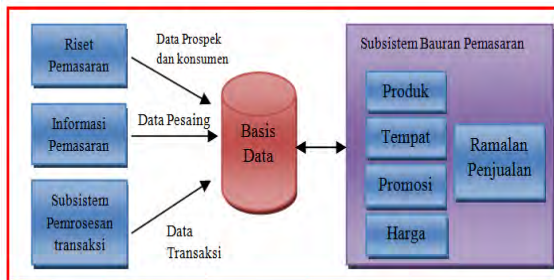 Riset
Pemasaran
Data Prospek
dan konsumen
Informasi
Pemasaran
Data Pesaing
Subsistem
Pemrosesan
transaksi
Data
Transaksi
Basis
Data
Subsistem Bauran Pemasaran
Produk
Tempat
Promosi
Harga
Ramalan
Penjualan